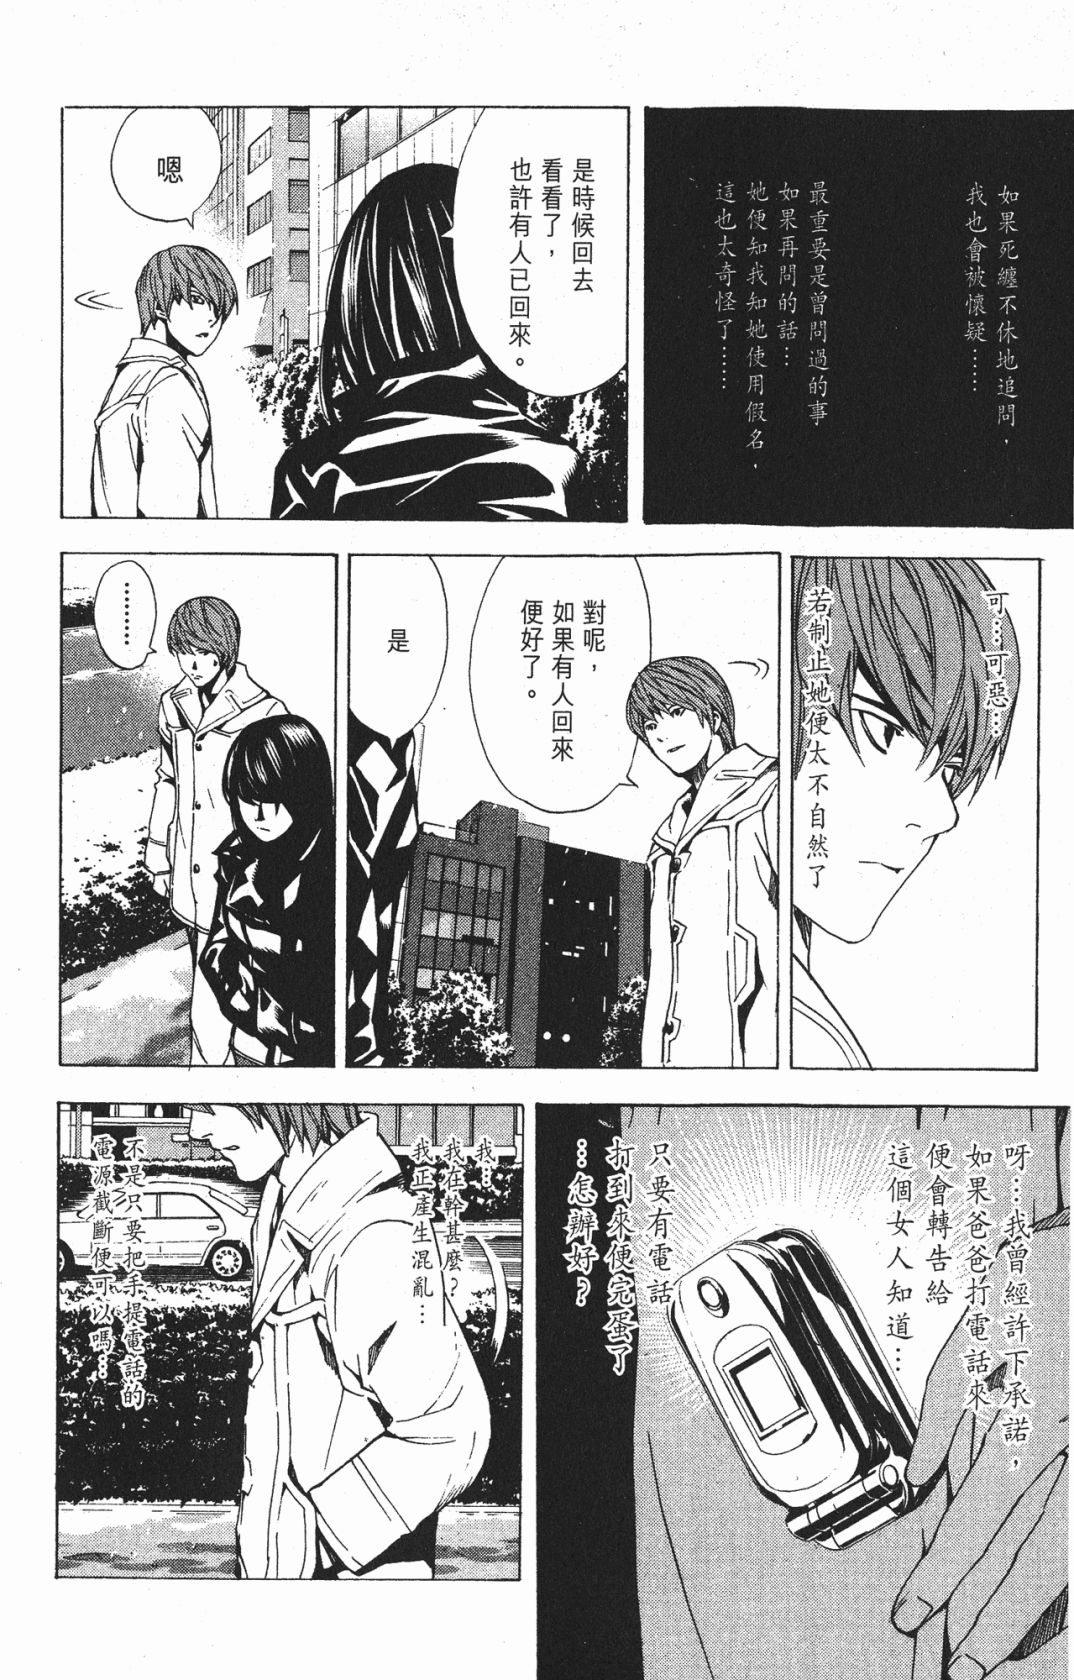 如果死纏不休地追問，
我也會被懷疑……
最重要是曾問過的事
如果再問的話…
她便知我知她使用假名，
這也太奇怪了……
是時候回去
看看了，
也許有人已回來。
嗯
可…可惡…
若制止她便太不自然了
對呢，
如果有人回來
便好了。
是
………
呀…我曾經許下承諾，
如果爸爸打電話來
便會轉告給
這個女人知道…
只要有電話
打到來便完蛋了
…怎辦好？
我…
我在幹甚麼？
我正產生混亂…
不是只要把手提電話的
電源截斷便可以嗎…